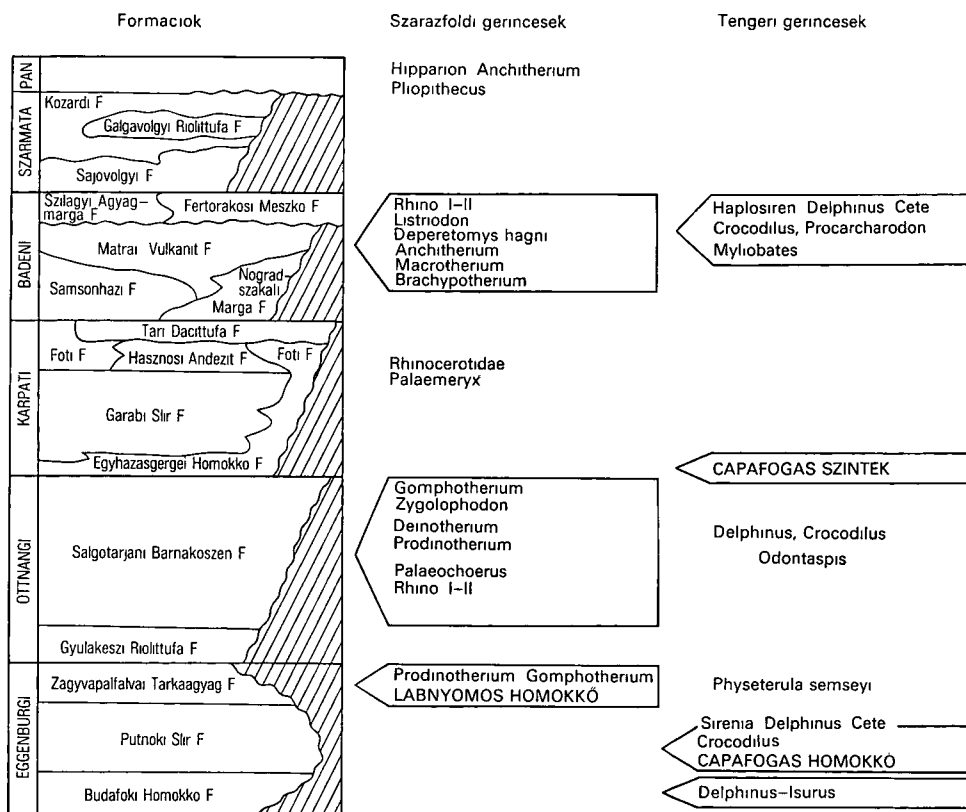 Formaciok
Szarazfoldi gerincesek
Tengeri gerincesek
PAN
Hipparion Anchitherium
Pliopithecus
SZARMATA
Kozardi F
Galgavolgyi Riolittufa F
Sajovolgyi F
BADENI
Szilagyi Agyag-
marga F
Fertorakosi Meszko F
Matrai Vulkanit F
Samsonhazi F
Nograd-
szakali
Marga F
Rhino I-II
Listriodon
Deperetomys hagni
Anchitherium
Macrotherium
Brachypotherium
Haplosiren Delphinus Cete
Crocodilus, Procarcharodon
Myliobates
KARPATI
Tari Dacittufa F
Foti F
Hasznosi Andezit F
Foti F
Garabi Slir F
Egyhazasgergei Homokko F
Rhinocerotidae
Palaemeryx
CAPAFOGAS SZINTEK
OTTNANGI
Salgotarjani Barnakoszen F
Gyulakeszi Riolittufa F
Gomphotherium
Zygolophodon
Deinotherium
Prodinotherium
Palaeochoerus
Rhino I-II
Delphinus, Crocodilus
Odontaspis
EGGENBURGI
Zagyvapalfalvai Tarkaagyag F
Putnoki Slir F
Budafoki Homokko F
Prodinotherium Gomphotherium
LABNYOMOS HOMOKKŐ
Physeterula semseyi
Sirenia Delphinus Cete
Crocodilus
CAPAFOGAS HOMOKKŐ
Delphinus-Isurus